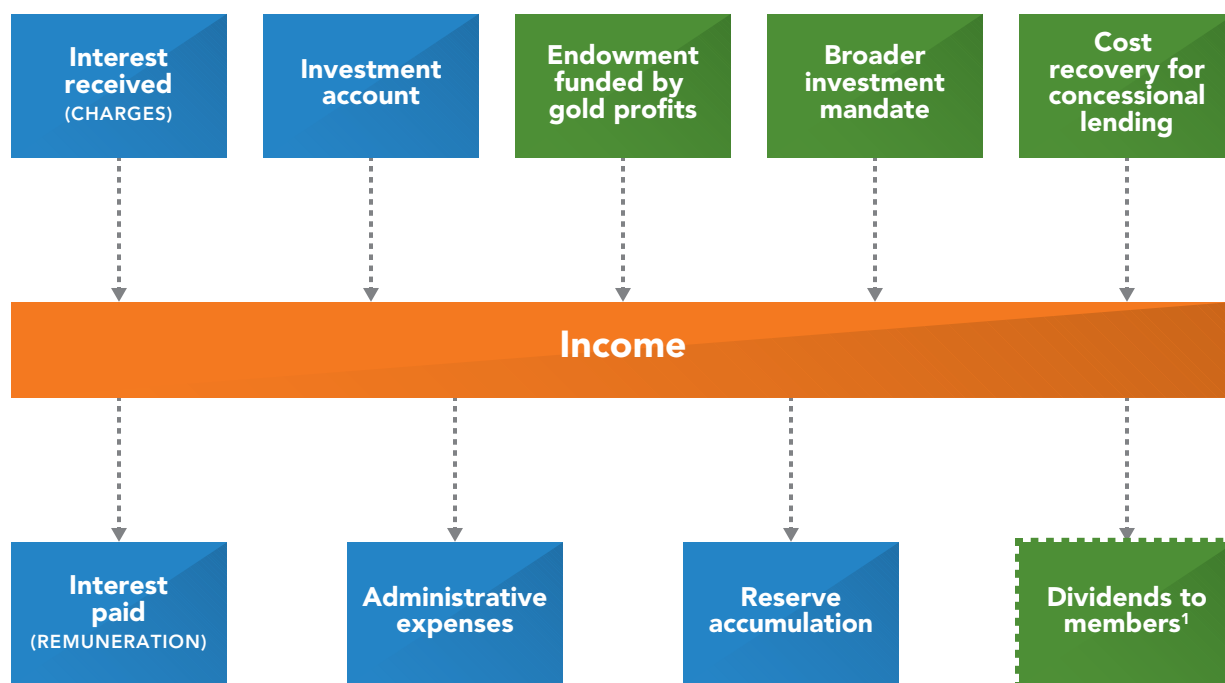 Interest
received
(CHARGES)
Investment
account
Endowment
funded by
gold profits
Broader
investment
mandate
Cost
recovery for
concessional
lending
Income
Interest
paid
(REMUNERATION)
Administrative
expenses
Reserve
accumulation
Dividends to
members¹